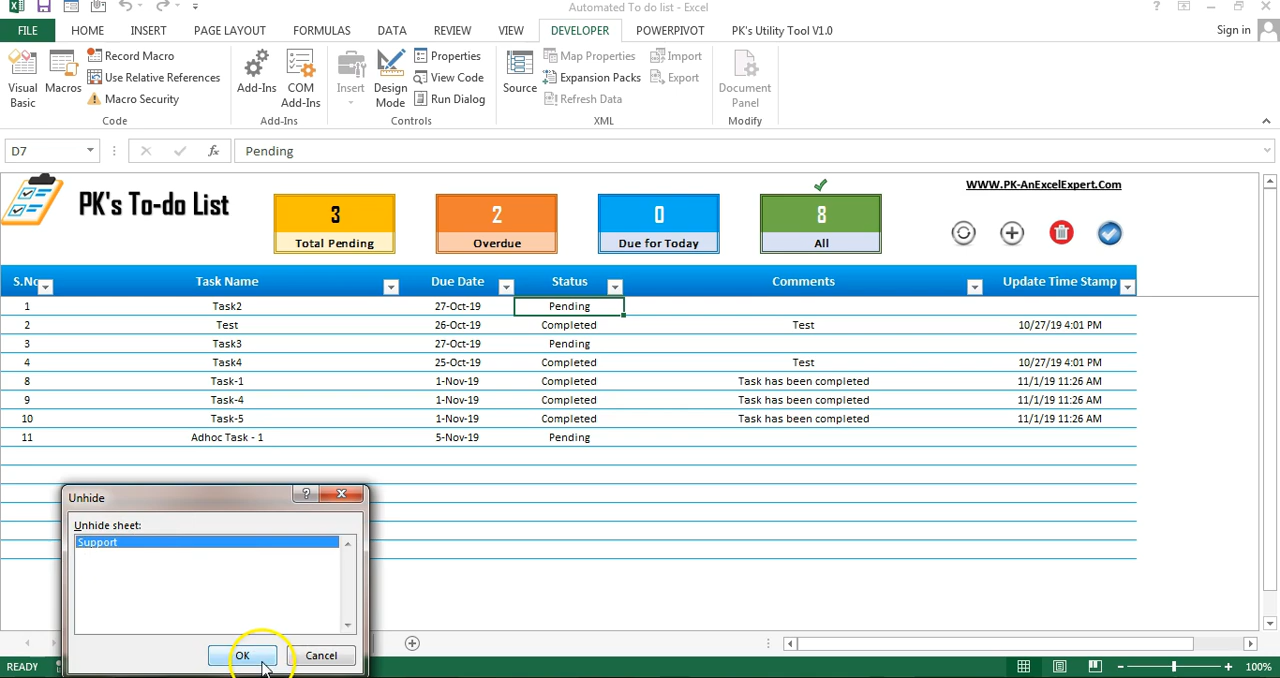 Automated To do list - Excel
FILE HOME INSERT PAGE LAYOUT FORMULAS DATA REVIEW VIEW DEVELOPER POWERPIVOT PK's Utility Tool V1.0 Sign in
Visual Basic
Macros
Record Macro
Use Relative References
Macro Security
Code
Add-Ins
COM Add-Ins
Add-Ins
Insert
Design Mode
Properties
View Code
Run Dialog
Controls
Source
Map Properties
Expansion Packs
Refresh Data
Import
Export
XML
Document Panel
Modify
D7 fx Pending
PK's To-do List
3
Total Pending
2
Overdue
0
Due for Today
8
All
WWW.PK-AnExcelExpert.Com
S.No Task Name Due Date Status Comments Update Time Stamp
1 Task2 27-Oct-19 Pending
2 Test 26-Oct-19 Completed Test 10/27/19 4:01 PM
3 Task3 27-Oct-19 Pending
4 Task4 25-Oct-19 Completed Test 10/27/19 4:01 PM
8 Task-1 1-Nov-19 Completed Task has been completed 11/1/19 11:26 AM
9 Task-4 1-Nov-19 Completed Task has been completed 11/1/19 11:26 AM
10 Task-5 1-Nov-19 Completed Task has been completed 11/1/19 11:26 AM
11 Adhoc Task - 1 5-Nov-19 Pending
Unhide
Unhide sheet:
Support
OK Cancel
READY 100%